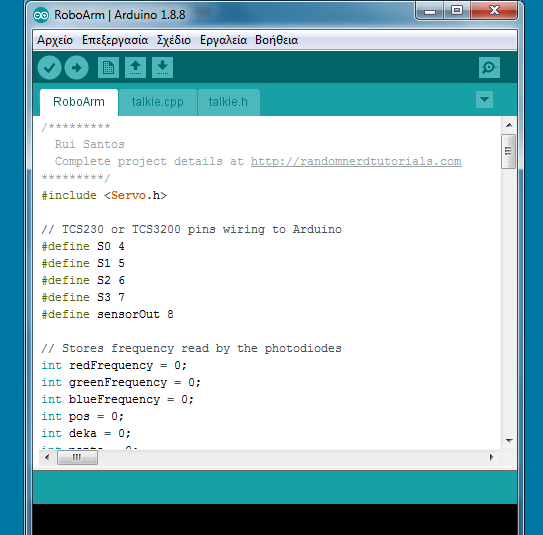 RoboArm | Arduino 1.8.8
Αρχείο Επεξεργασία Σχέδιο Εργαλεία Βοήθεια
RoboArm talkie.cpp talkie.h
/*********
Rui Santos
Complete project details at http://randomnerdtutorials.com
*********/
#include <Servo.h>
// TCS230 or TCS3200 pins wiring to Arduino
#define S0 4
#define S1 5
#define S2 6
#define S3 7
#define sensorOut 8
// Stores frequency read by the photodiodes
int redFrequency = 0;
int greenFrequency = 0;
int blueFrequency = 0;
int pos = 0;
int deka = 0;